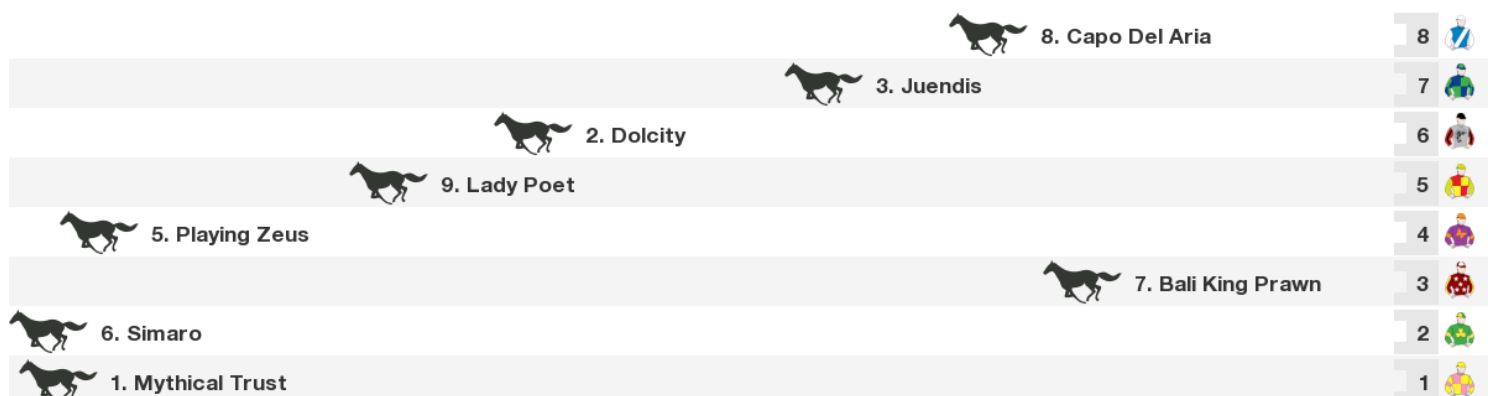 8. Capo Del Aria 8
3. Juendis 7
2. Dolcity 6
9. Lady Poet 5
5. Playing Zeus 4
7. Bali King Prawn 3
6. Simaro 2
1. Mythical Trust 1